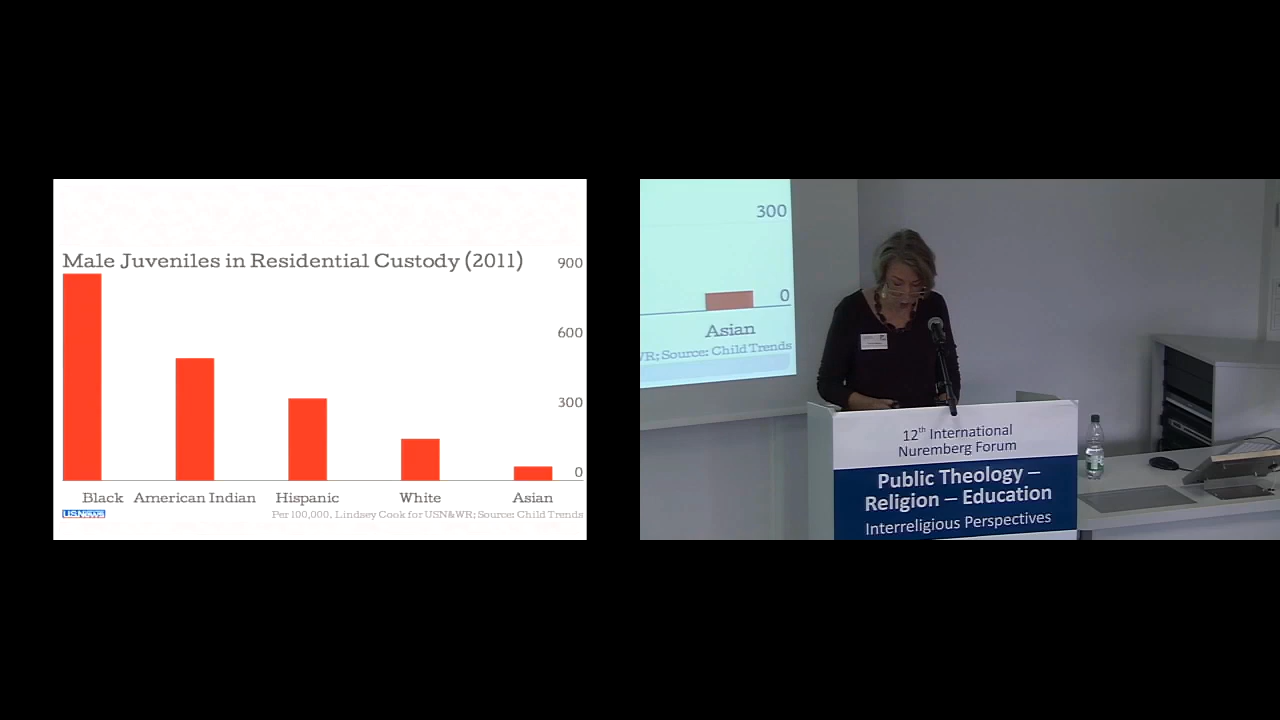 Male Juveniles in Residential Custody (2011)
900
600
300
0
Black American Indian Hispanic White Asian
U.S.News
Per 100,000. Lindsey Cook for USN&WR; Source: Child Trends
300
0
Asian
WR; Source: Child Trends
12th International
Nuremberg Forum
Public Theology –
Religion – Education
Interreligious Perspectives